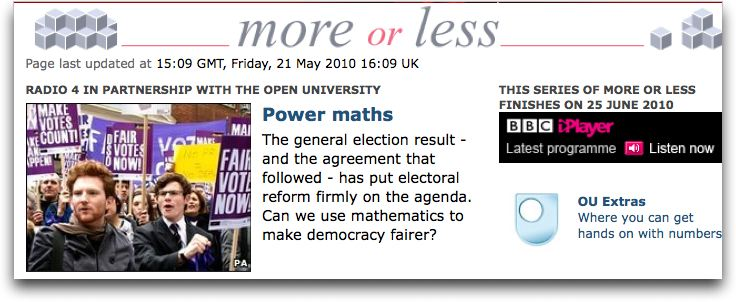 more or less
Page last updated at 15:09 GMT, Friday, 21 May 2010 16:09 UK
RADIO 4 IN PARTNERSHIP WITH THE OPEN UNIVERSITY
MAKE
VOTES
COUNT!
FAIR
VOTES
NOW!
FAIR
VOTES
NOW!
PA
Power maths
The general election result -
and the agreement that
followed - has put electoral
reform firmly on the agenda.
Can we use mathematics to
make democracy fairer?
THIS SERIES OF MORE OR LESS
FINISHES ON 25 JUNE 2010
BBC iPlayer
Latest programme Listen now
OU Extras
Where you can get
hands on with numbers